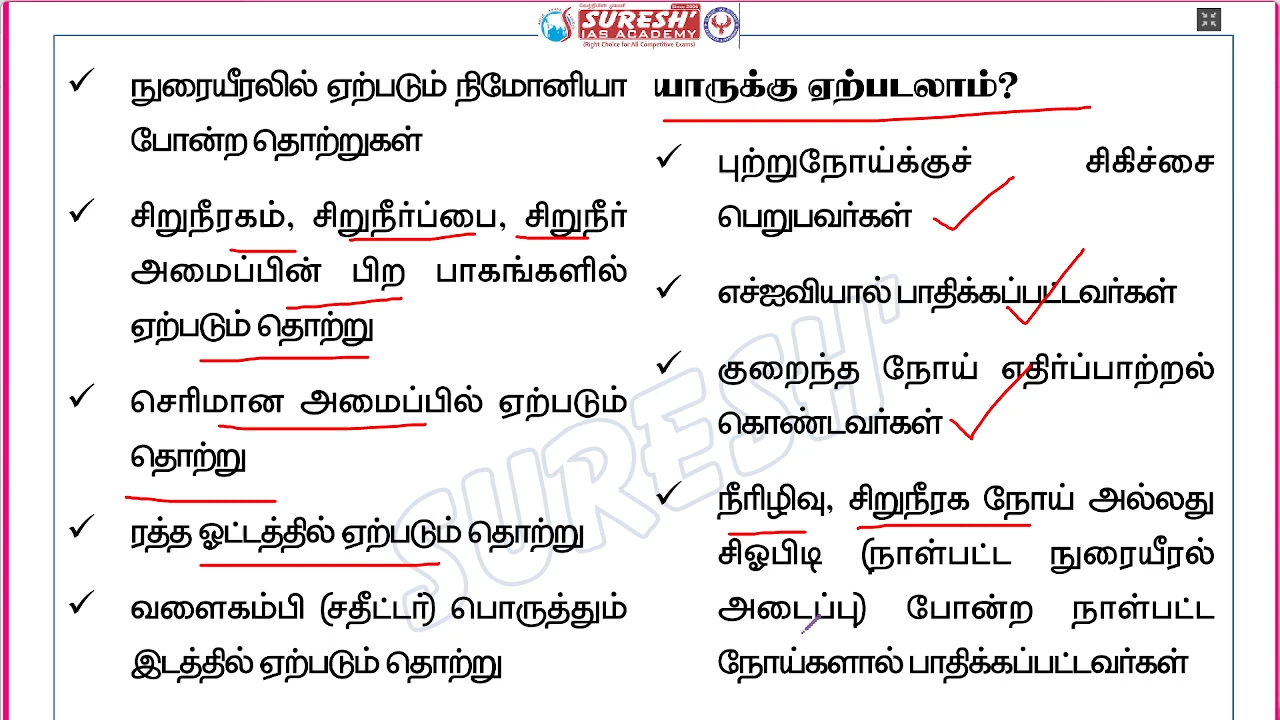 SURESH'
IAS ACADEMY
(Right Choice for All Competitive Exams)
நுரையீரலில் ஏற்படும் நிமோனியா
போன்ற தொற்றுகள்
சிறுநீரகம், சிறுநீர்ப்பை, சிறுநீர்
அமைப்பின் பிற பாகங்களில்
ஏற்படும் தொற்று
செரிமான அமைப்பில் ஏற்படும்
தொற்று
ரத்த ஓட்டத்தில் ஏற்படும் தொற்று
வளைகம்பி (சதீட்டர்) பொருத்தும்
இடத்தில் ஏற்படும் தொற்று
யாருக்கு ஏற்படலாம்?
புற்றுநோய்க்குச் சிகிச்சை
பெறுபவர்கள்
எச்ஐவியால் பாதிக்கப்பட்டவர்கள்
குறைந்த நோய் எதிர்ப்பாற்றல்
கொண்டவர்கள்
நீரிழிவு, சிறுநீரக நோய் அல்லது
சிஓபிடி (நாள்பட்ட நுரையீரல்
அடைப்பு) போன்ற நாள்பட்ட
நோய்களால் பாதிக்கப்பட்டவர்கள்
SURESH'